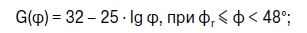 G(φ) = 32 – 25 · lg φ, при φᵣ ⩽ ф < 48°;